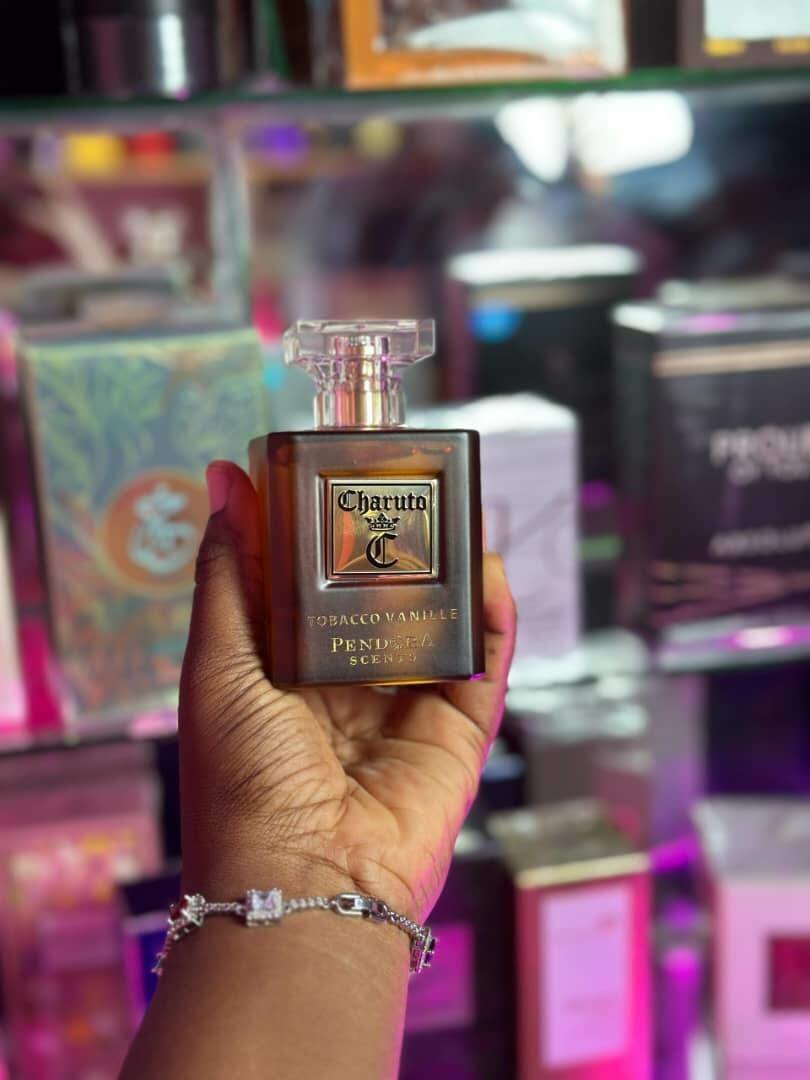 Charuto
C
TOBACCO VANILLE
PENDORA
SCENTS